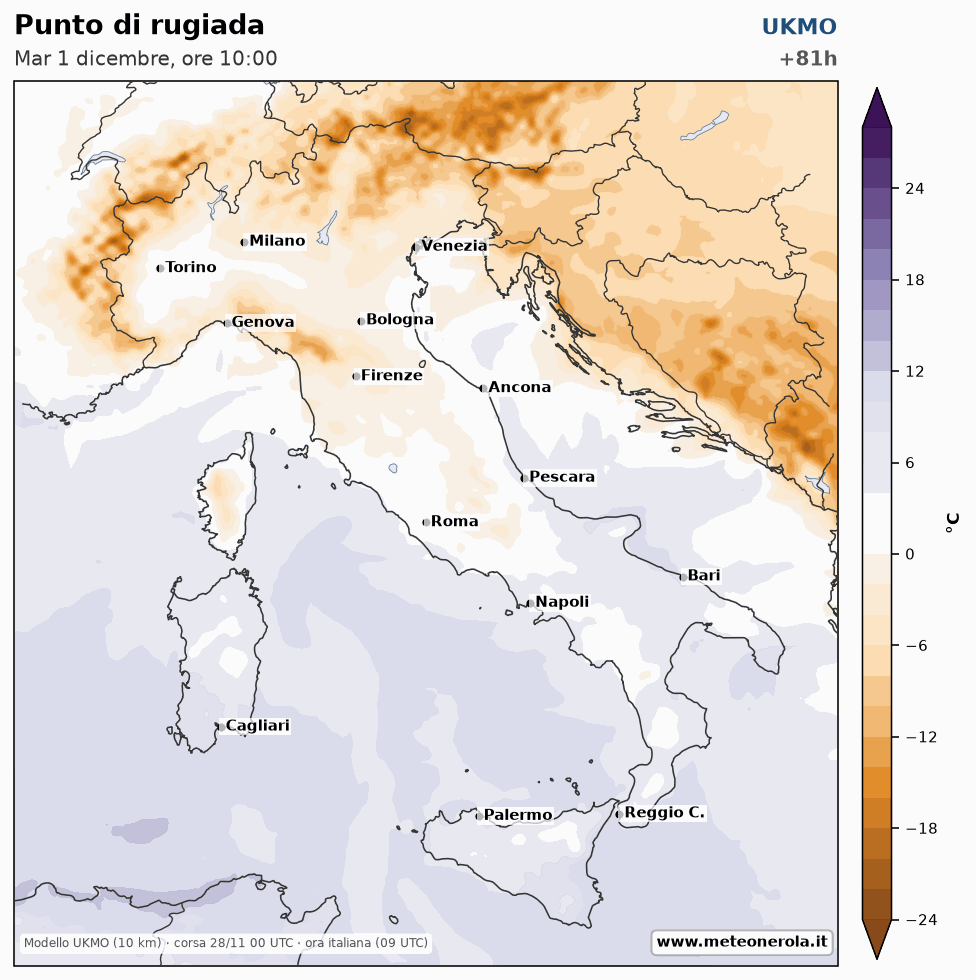 Punto di rugiada
UKMO
Mar 1 dicembre, ore 10:00
+81h
Milano
Venezia
Torino
Genova
Bologna
Firenze
Ancona
Pescara
Roma
Bari
Napoli
Cagliari
Palermo
Reggio C.
24
18
12
6
0
−6
−12
−18
−24
°C
Modello UKMO (10 km) · corsa 28/11 00 UTC · ora italiana (09 UTC)
www.meteonerola.it